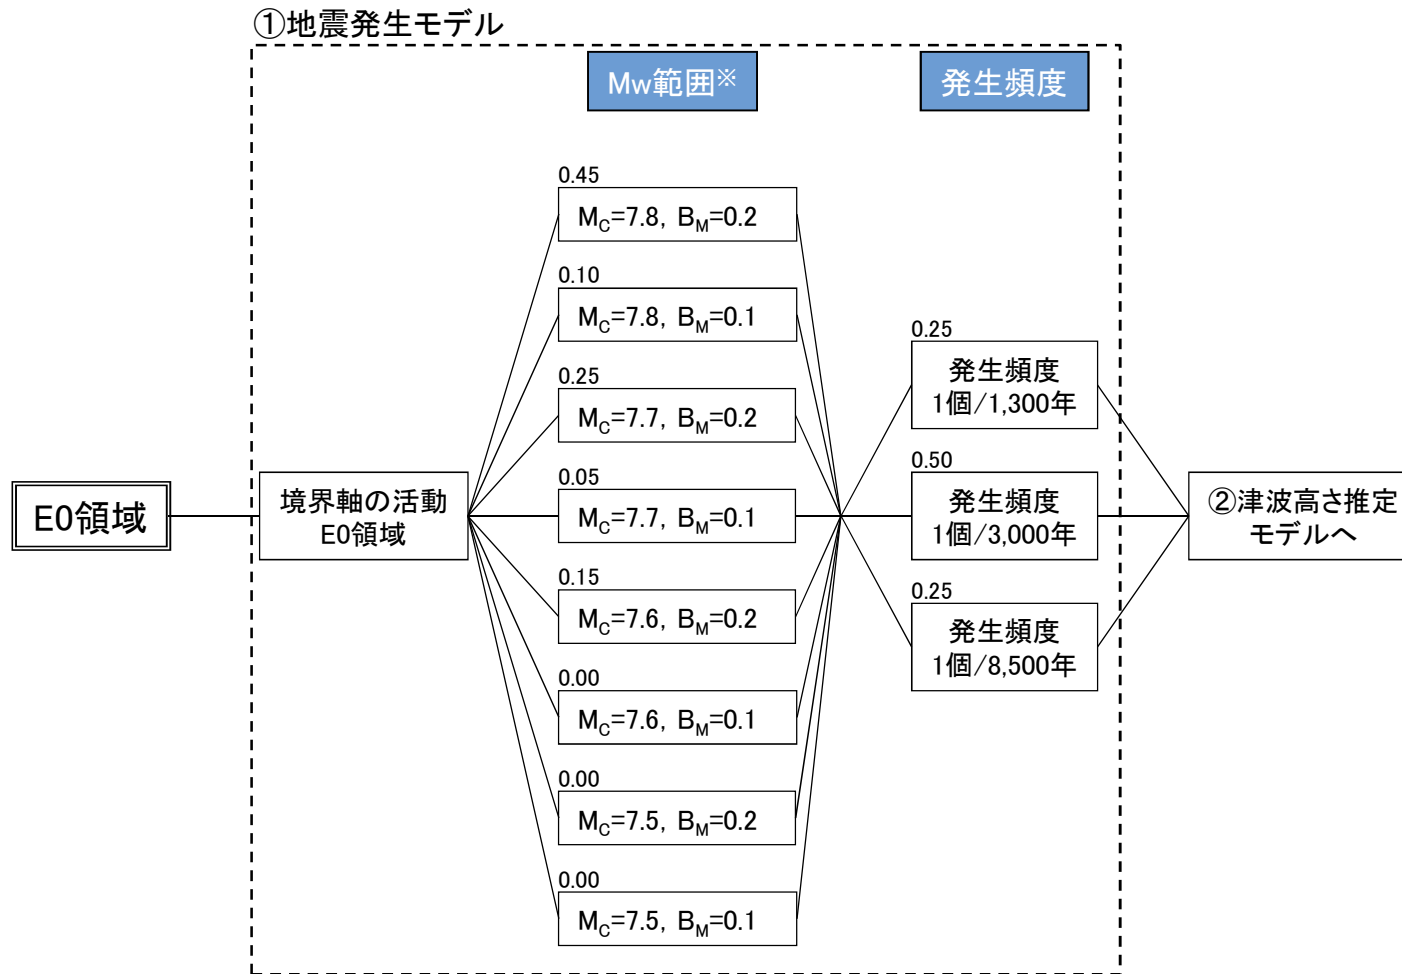 ①地震発生モデル
Mw範囲※
発生頻度
0.45
MC=7.8, BM=0.2
0.10
MC=7.8, BM=0.1
0.25
MC=7.7, BM=0.2
0.05
MC=7.7, BM=0.1
0.15
MC=7.6, BM=0.2
0.00
MC=7.6, BM=0.1
0.00
MC=7.5, BM=0.2
0.00
MC=7.5, BM=0.1
E0領域
境界軸の活動
E0領域
0.25
発生頻度
1個/1,300年
0.50
発生頻度
1個/3,000年
0.25
発生頻度
1個/8,500年
②津波高さ推定
モデルへ